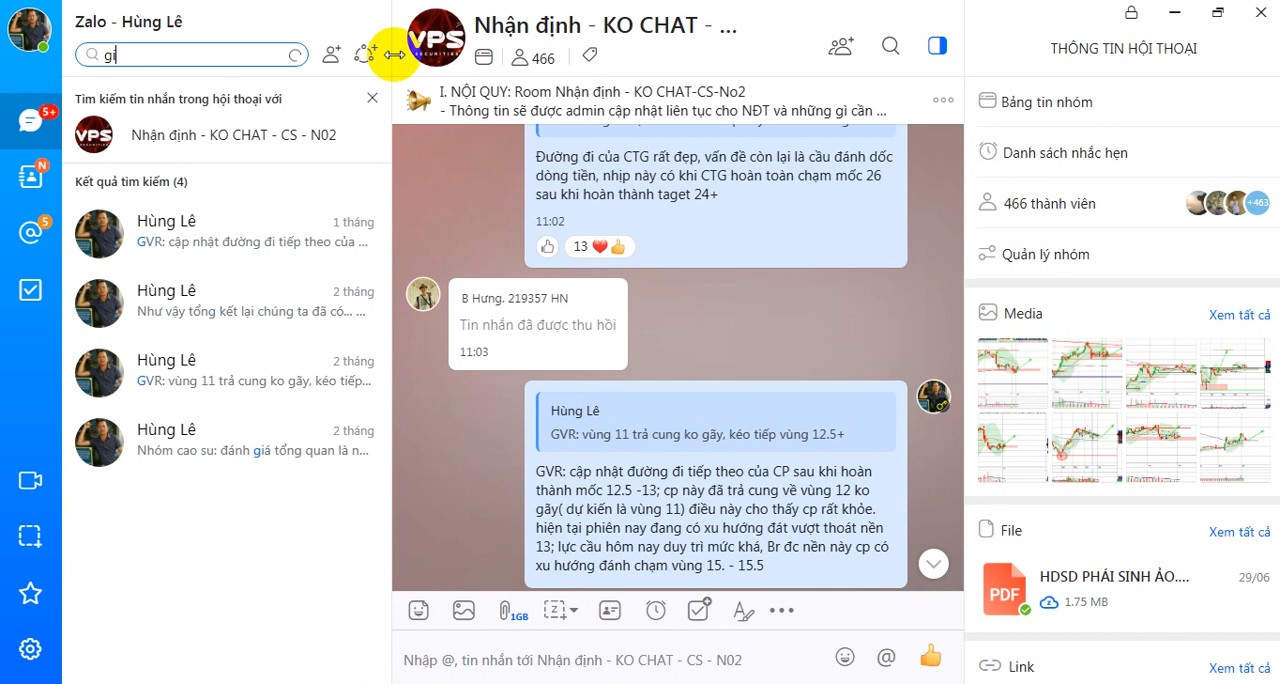 Zalo - Hùng Lê
gi
5+
N
5
Tìm kiếm tin nhắn trong hội thoại với
VPS
SECURITIES
Nhận định - KO CHAT - CS - N02
Kết quả tìm kiếm (4)
Hùng Lê
1 tháng
GVR: cập nhật đường đi tiếp theo của ...
Hùng Lê
2 tháng
Như vậy tổng kết lại chúng ta đã có... ...
Hùng Lê
2 tháng
GVR: vùng 11 trả cung ko gãy, kéo tiếp...
Hùng Lê
2 tháng
Nhóm cao su: đánh giá tổng quan là n...
VPS
SECURITIES
Nhận định - KO CHAT - ...
466
I. NỘI QUY: Room Nhận định - KO CHAT-CS-No2
- Thông tin sẽ được admin cập nhật liên tục cho NĐT và những gì cần ...
Đường đi của CTG rất đẹp, vấn đề còn lại là cầu đánh dốc
dòng tiền, nhịp này có khi CTG hoàn toàn chạm mốc 26
sau khi hoàn thành taget 24+
11:02
13
B Hưng. 219357 HN
Tin nhắn đã được thu hồi
11:03
Hùng Lê
GVR: vùng 11 trả cung ko gãy, kéo tiếp vùng 12.5+
GVR: cập nhật đường đi tiếp theo của CP sau khi hoàn
thành mốc 12.5 -13; cp này đã trả cung về vùng 12 ko
gãy( dự kiến là vùng 11) điều này cho thấy cp rất khỏe.
hiện tại phiên nay đang có xu hướng đát vượt thoát nền
13; lực cầu hôm nay duy trì mức khá, Br đc nền này cp có
xu hướng đánh chạm vùng 15. - 15.5
1GB
Nhập @, tin nhắn tới Nhận định - KO CHAT - CS - N02
THÔNG TIN HỘI THOẠI
Bảng tin nhóm
Danh sách nhắc hẹn
466 thành viên
+463
Quản lý nhóm
Media
Xem tất cả
File
Xem tất cả
PDF
HDSD PHÁI SINH ẢO....
29/06
1.75 MB
Link
Xem tất cả